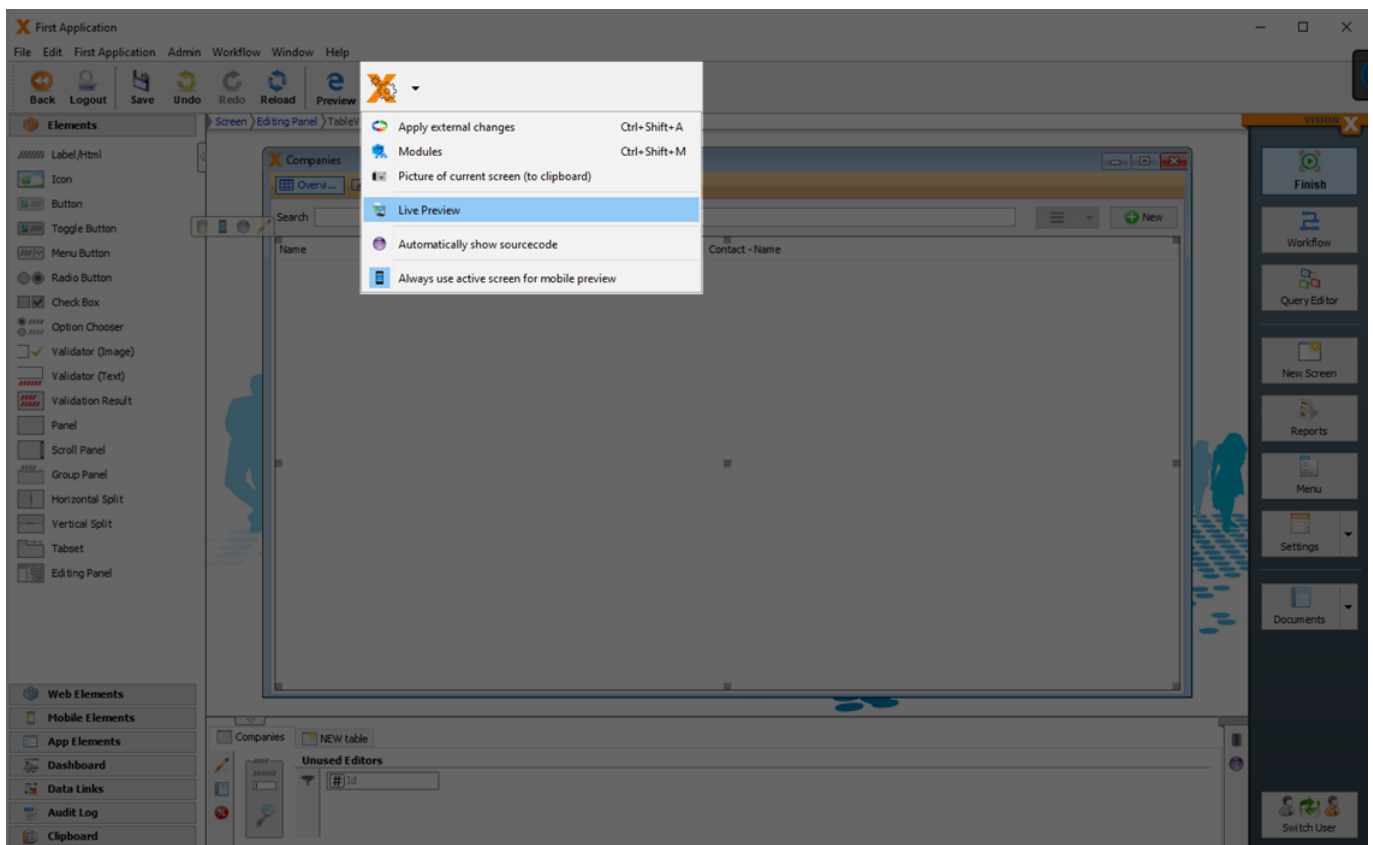 First Application
File Edit First Application Admin Workflow Window Help
Back Logout Save Undo Redo Reload Preview
Elements
Screen Editing Panel TableV
VISION X
Label/Html
Icon
Button
Toggle Button
Menu Button
Radio Button
Check Box
Option Chooser
Validator (Image)
Validator (Text)
Validation Result
Panel
Scroll Panel
Group Panel
Horizontal Split
Vertical Split
Tabset
Editing Panel
Web Elements
Mobile Elements
App Elements
Dashboard
Data Links
Audit Log
Clipboard
Apply external changes Ctrl+Shift+A
Modules Ctrl+Shift+M
Picture of current screen (to clipboard)
Live Preview
Automatically show sourcecode
Always use active screen for mobile preview
Companies
Overvi...
Search New
Name Contact - Name
Companies NEW table
Unused Editors
# Id
Finish
Workflow
Query Editor
New Screen
Reports
Menu
Settings
Documents
Switch User